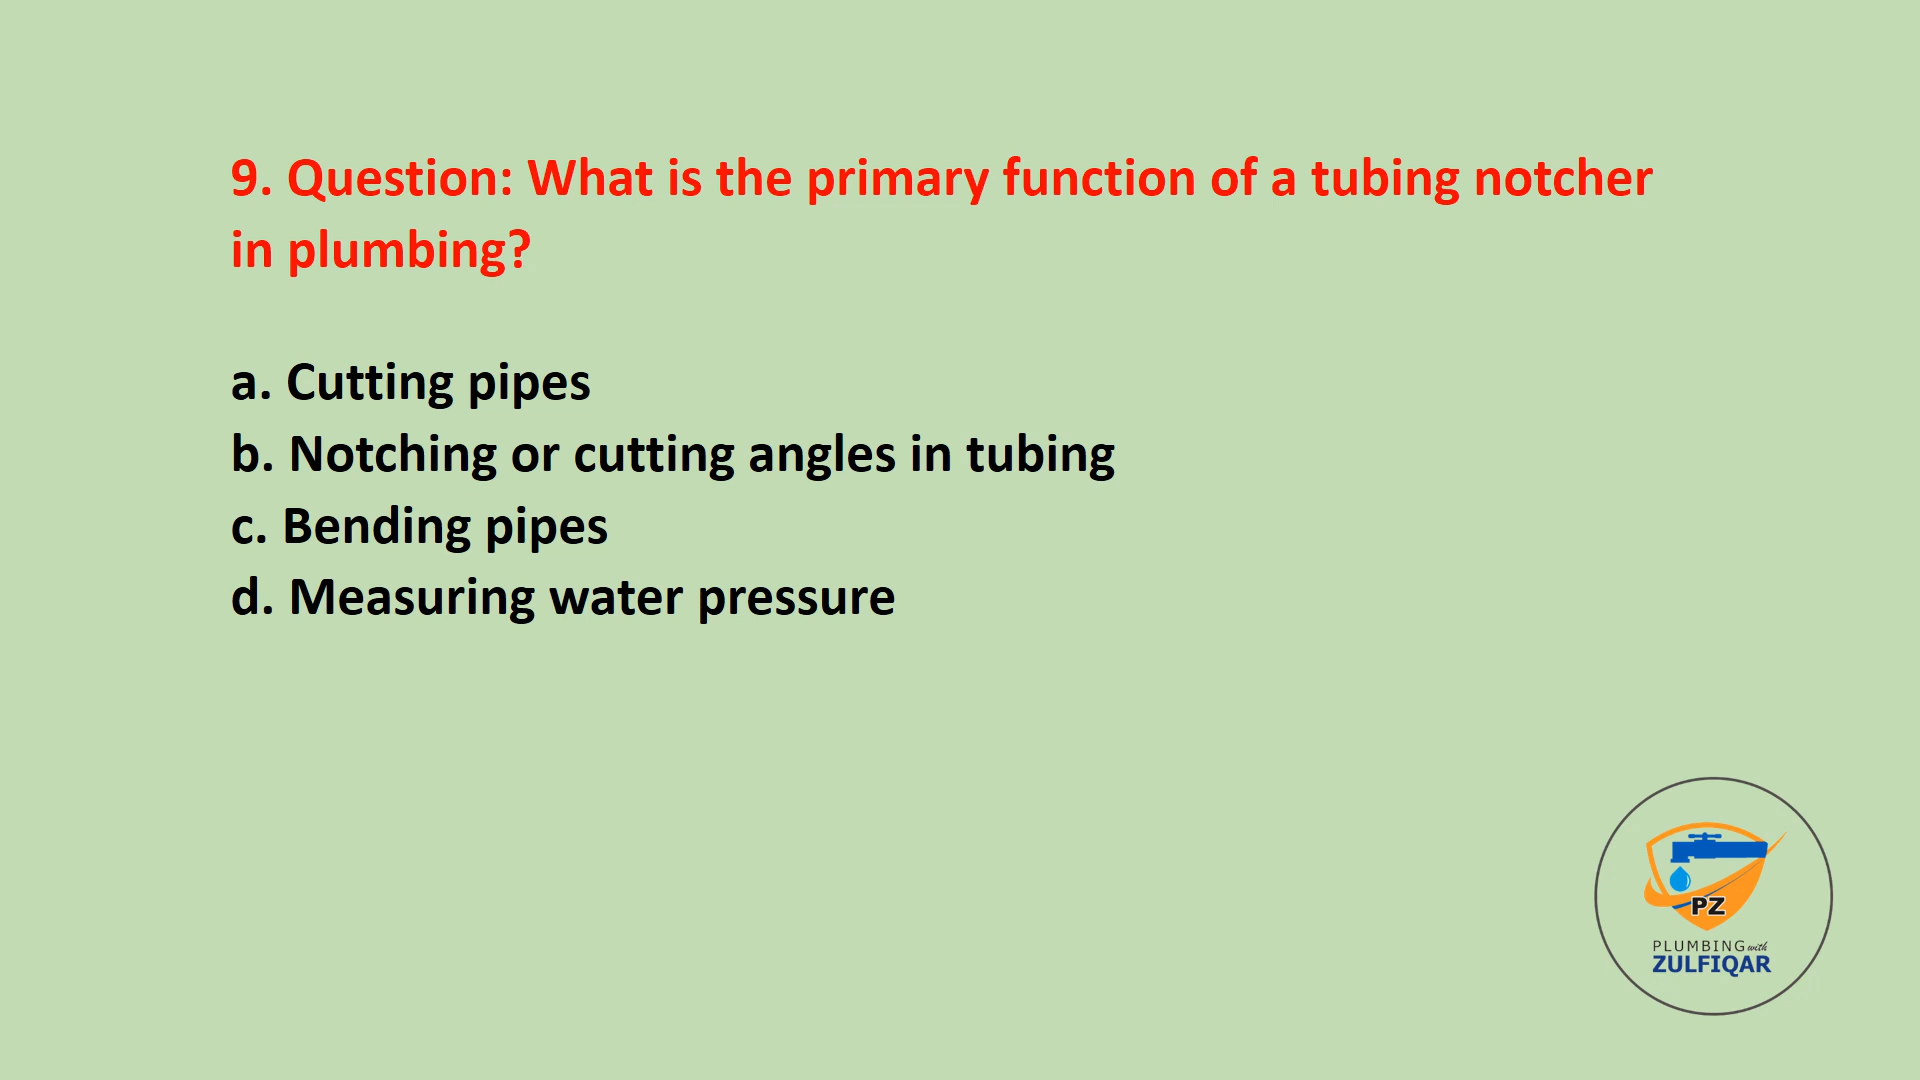 9. Question: What is the primary function of a tubing notcher
in plumbing?
a. Cutting pipes
b. Notching or cutting angles in tubing
c. Bending pipes
d. Measuring water pressure
PZ
PLUMBING with
ZULFIQAR